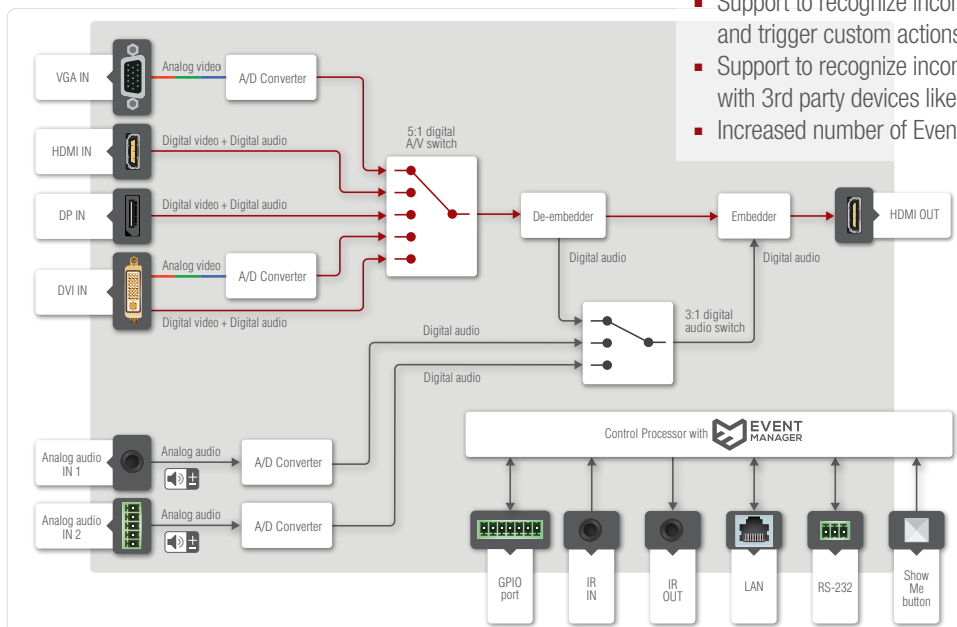 Support to recognize
and trigger custom actions
Support to recognize
with 3rd party devices like
Increased number of
VGA IN
Analog video
A/D Converter
5:1 digital
A/V switch
HDMI IN
Digital video + Digital audio
DP IN
Digital video + Digital audio
De-embedder
Embedder
HDMI OUT
Analog video
A/D Converter
Digital audio
Digital audio
DVI IN
Digital video + Digital audio
3:1 digital
audio switch
Digital audio
Digital audio
Control Processor with EVENT
MANAGER
Analog audio
IN 1
Analog audio
A/D Converter
Analog audio
IN 2
Analog audio
A/D Converter
GPIO
port
IR
IN
IR
OUT
LAN
RS-232
Show
Me
button